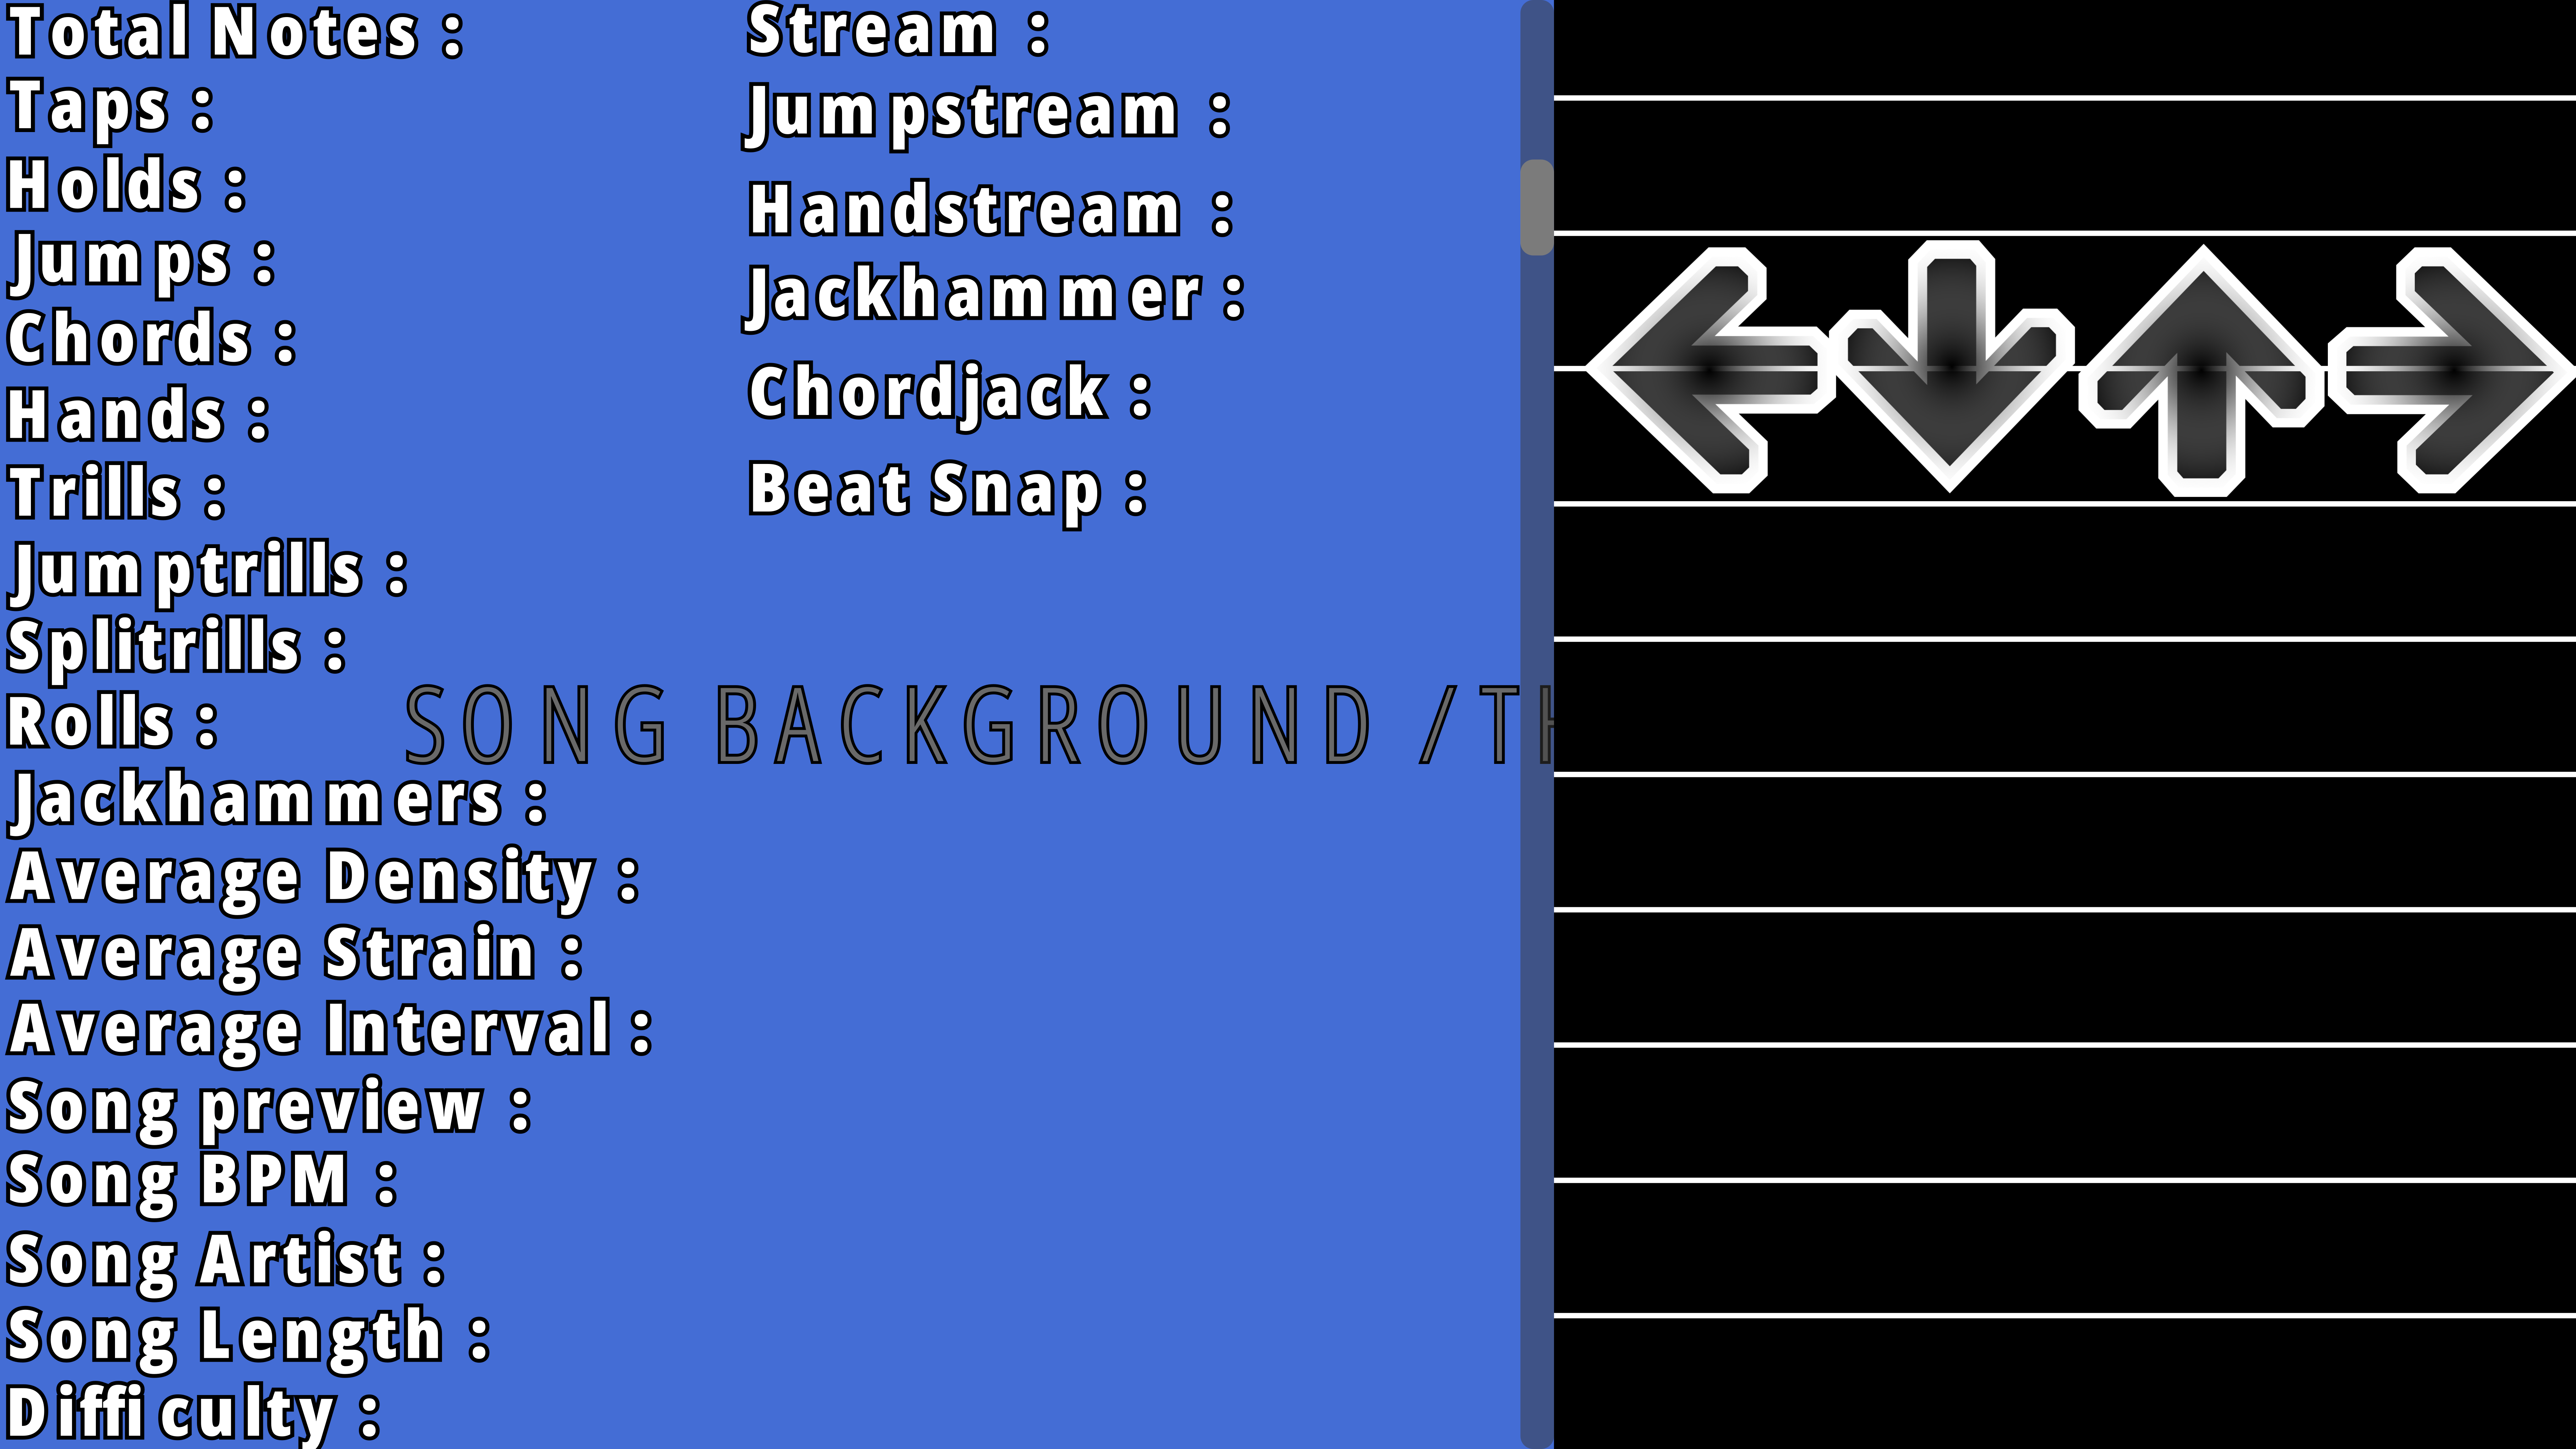 Total Notes :
Taps :
Holds :
Jumps :
Chords :
Hands :
Trills :
Jumptrills :
Splitrills :
Rolls :
Jackhammers :
Average Density :
Average Strain :
Average Interval :
Song preview :
Song BPM :
Song Artist :
Song Length :
Difficulty :
Stream :
Jumpstream :
Handstream :
Jackhammer :
Chordjack :
Beat Snap :
SONG BACKGROUND /TH